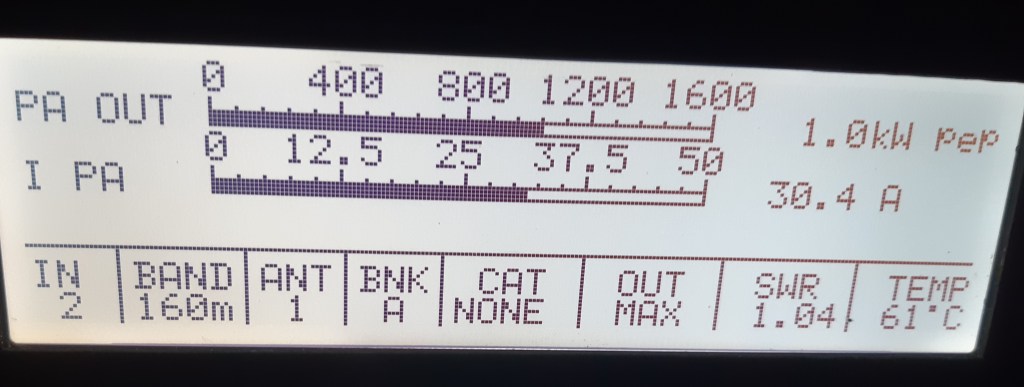 0 400 800 1200 1600
PA OUT 1.0kW pep
0 12.5 25 37.5 50
I PA 30.4 A
IN BAND ANT BNK CAT OUT SWR TEMP
2 160m 1 A NONE MAX 1.04 61°C